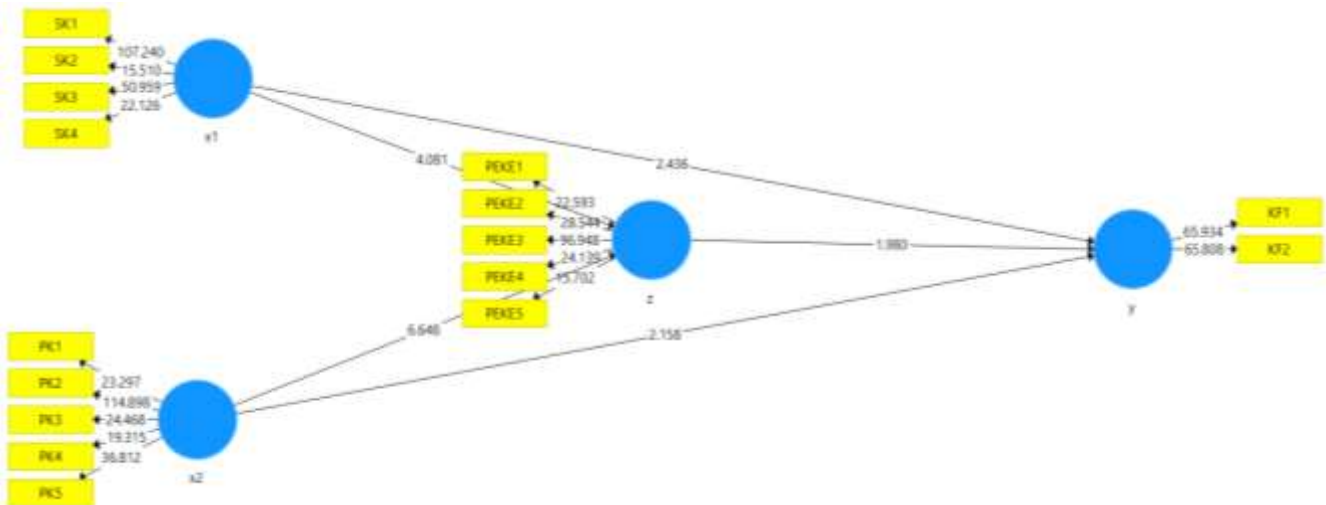 SK1
SK2
SK3
SK4
107.240
15.510
50.959
22.126
x1
4.081
2.436
PEKE1
PEKE2
PEKE3
PEKE4
PEKE5
22.593
28.544
96.948
24.139
15.702
z
1.980
KF1
KF2
65.934
65.808
y
6.646
2.158
PK1
PK2
PK3
PK4
PK5
23.297
114.898
24.468
19.315
36.812
x2